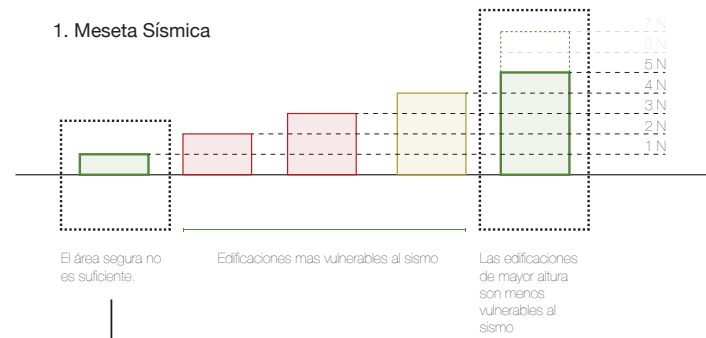 1. Meseta Sísmica
7 N
6 N
5 N
4 N
3 N
2 N
1 N
El área segura no
es suficiente.
Edificaciones mas vulnerables al sismo
Las edificaciones
de mayor altura
son menos
vulnerables al
sismo